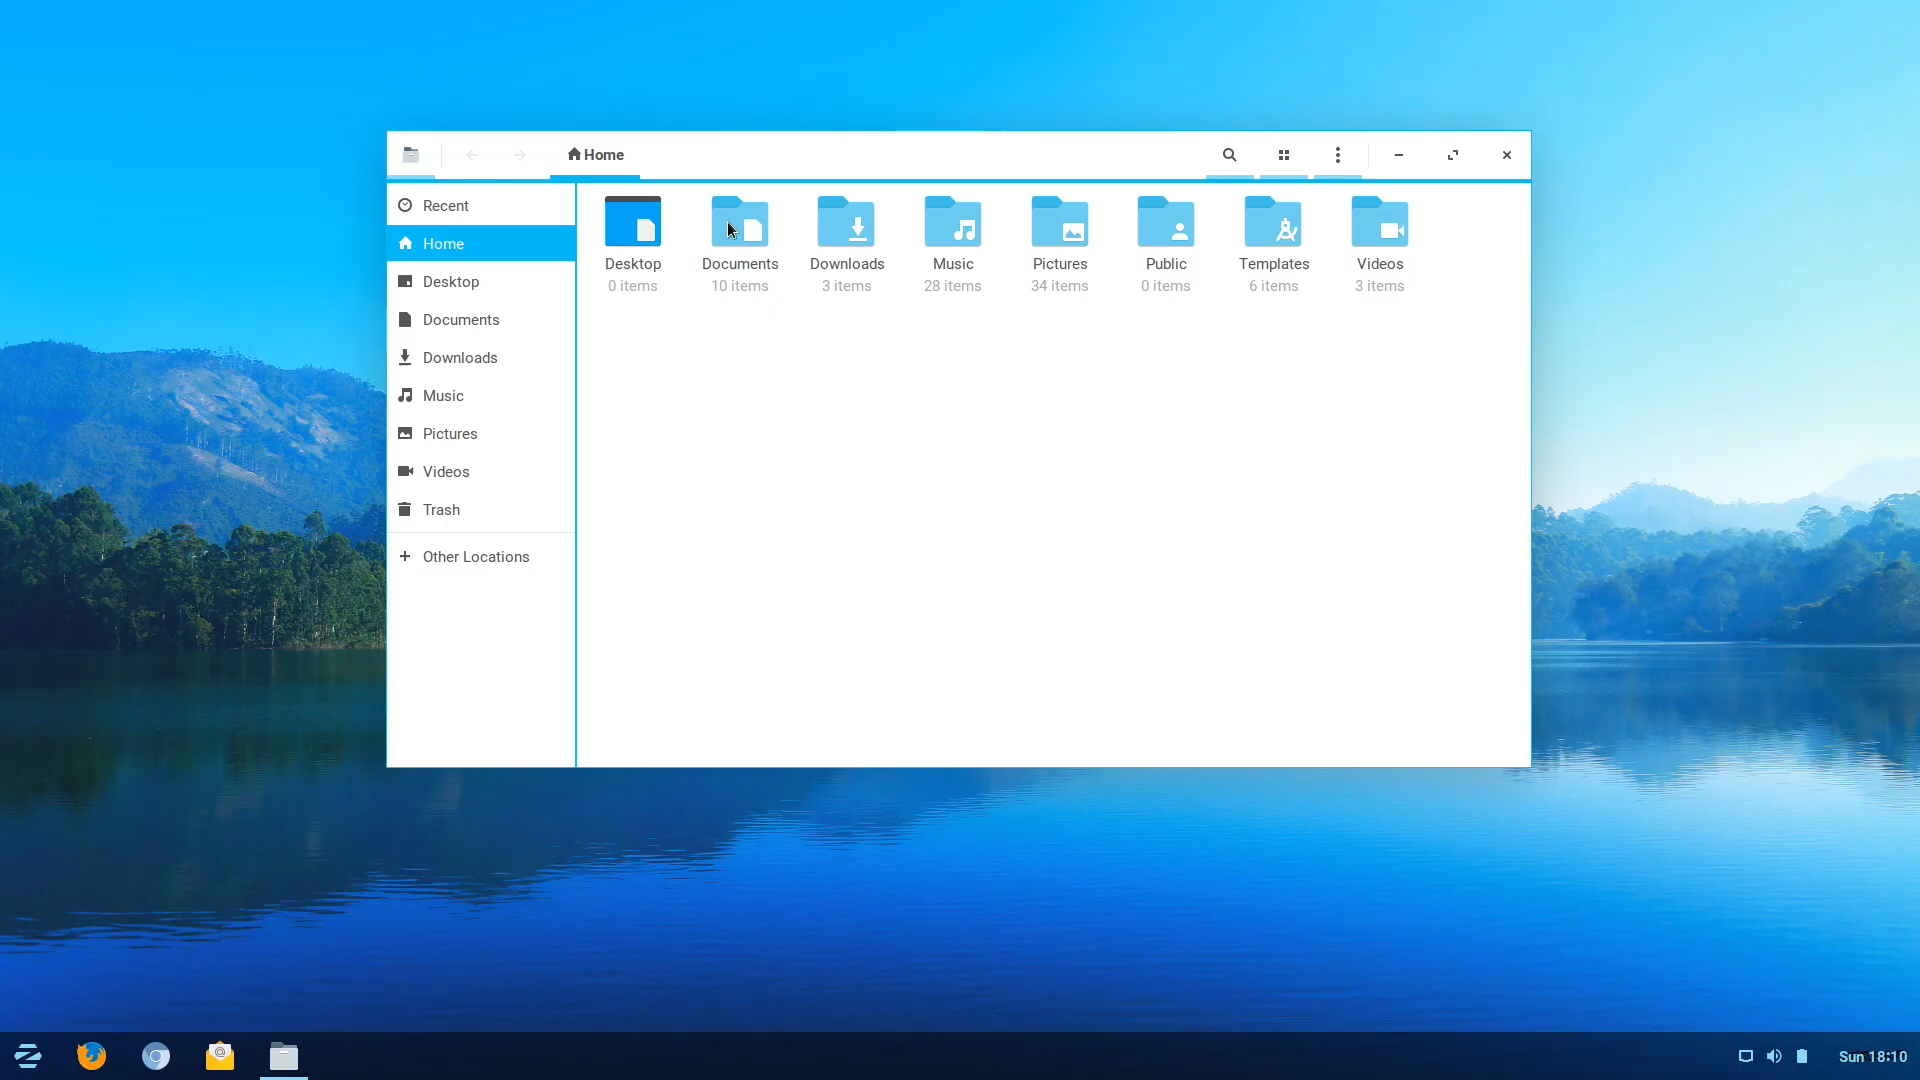 Home
Recent
Home
Desktop
Documents
Downloads
Music
Pictures
Videos
Trash
Other Locations
Desktop
0 items
Documents
10 items
Downloads
3 items
Music
28 items
Pictures
34 items
Public
0 items
Templates
6 items
Videos
3 items
Sun 18:10